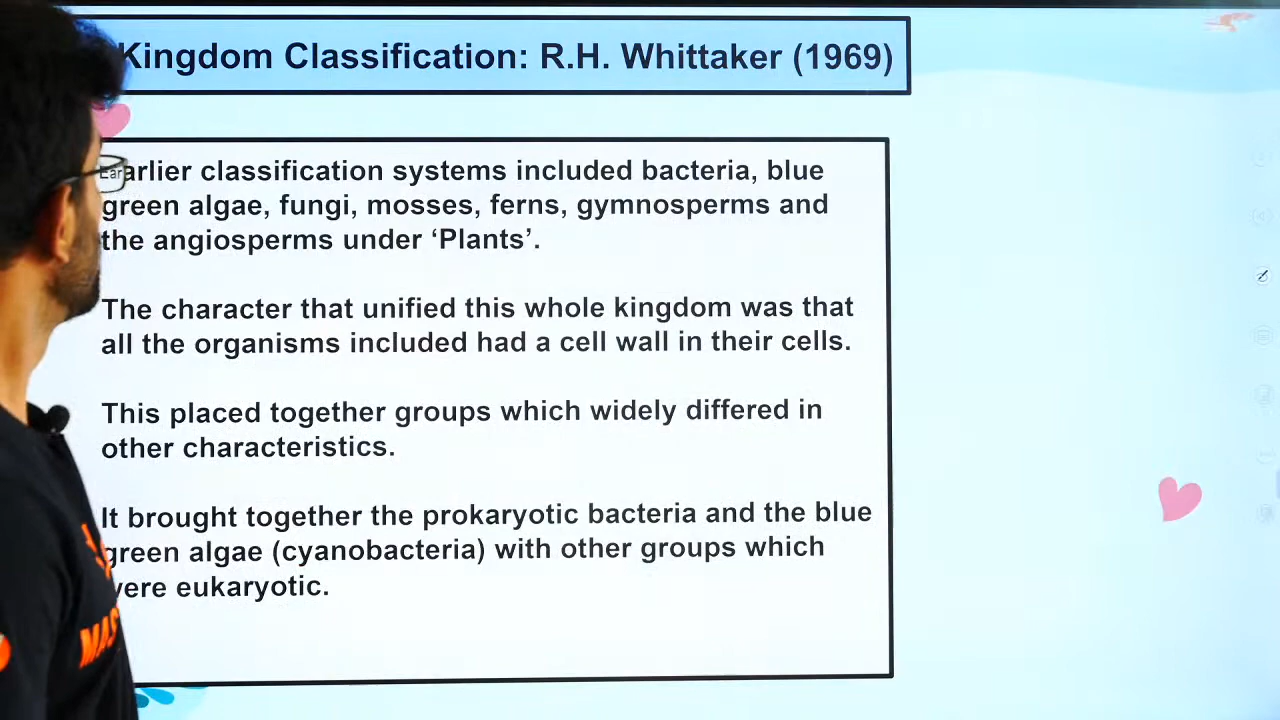 Kingdom Classification: R.H. Whittaker (1969)
Earlier classification systems included bacteria, blue
green algae, fungi, mosses, ferns, gymnosperms and
the angiosperms under ‘Plants’.
The character that unified this whole kingdom was that
all the organisms included had a cell wall in their cells.
This placed together groups which widely differed in
other characteristics.
It brought together the prokaryotic bacteria and the blue
green algae (cyanobacteria) with other groups which
were eukaryotic.